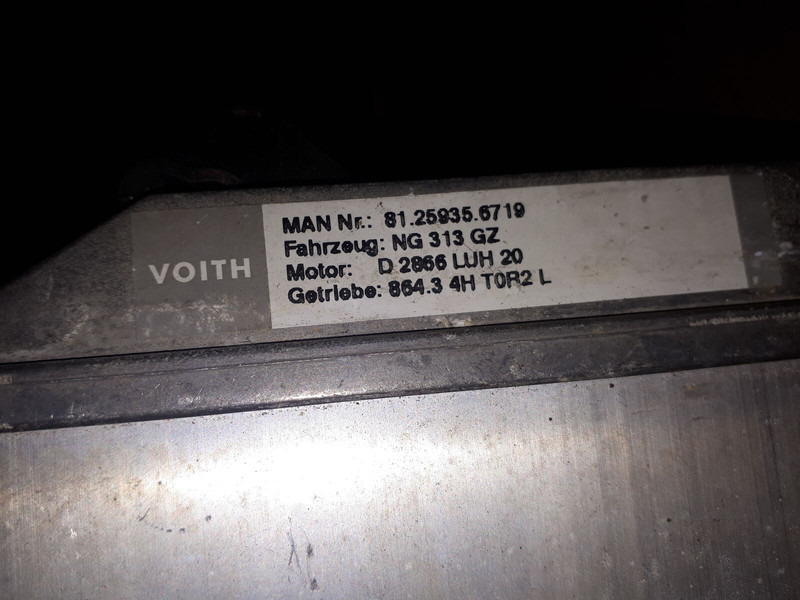 VOITH
MAN Nr.: 81.25935.6719
Fahrzeug: NG 313 GZ
Motor: D 2866 LUH 20
Getriebe: 864.3 4H T0R2 L